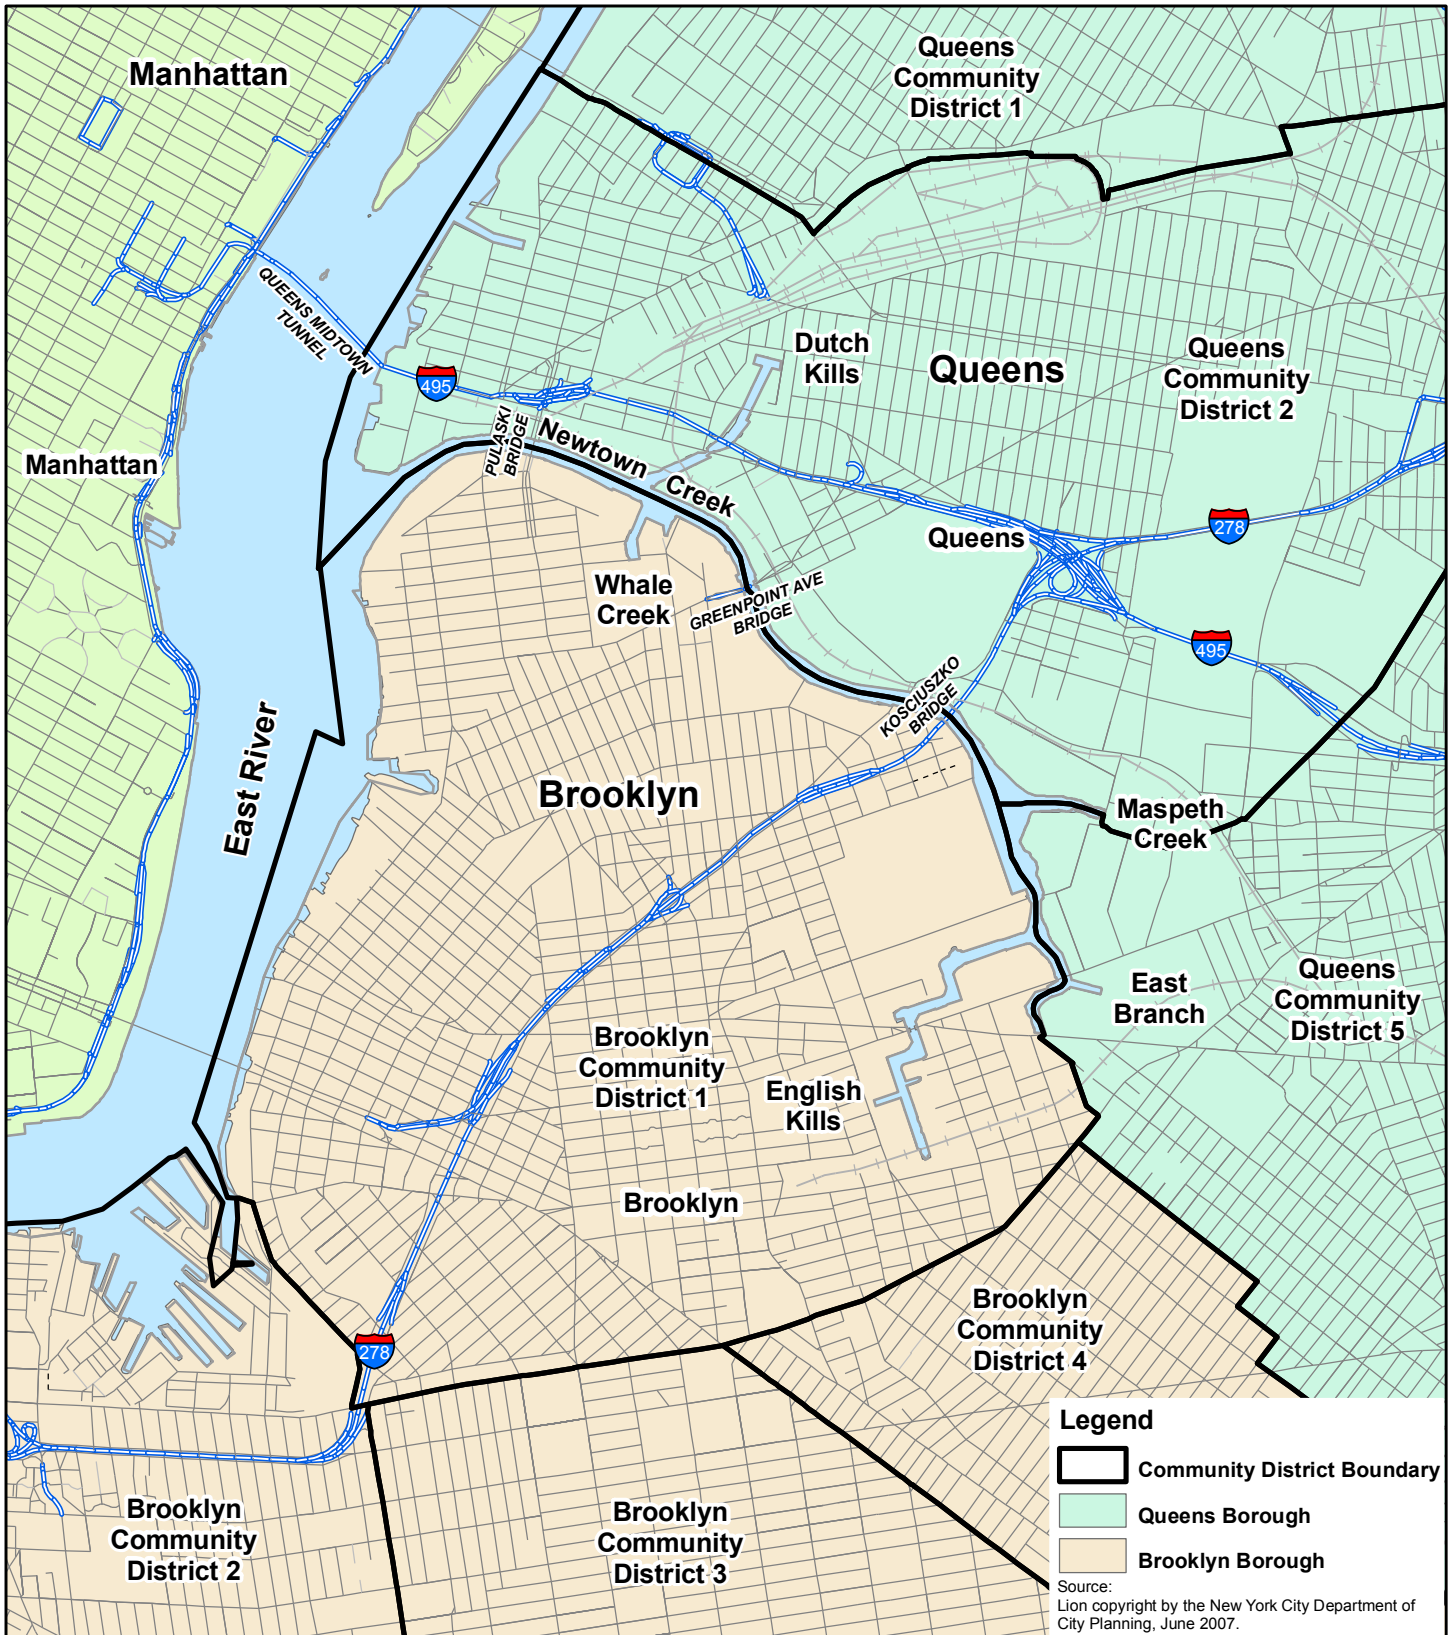 Manhattan
Queens
Community
District 1
QUEENS MIDTOWN
TUNNEL
495
Dutch
Kills
Queens
Queens
Community
District 2
PULASKI
BRIDGE
Newtown Creek
Manhattan
Queens
278
Whale
Creek
GREENPOINT AVE
BRIDGE
495
KOSCIUSZKO
BRIDGE
East River
Brooklyn
Maspeth
Creek
East
Branch
Queens
Community
District 5
Brooklyn
Community
District 1
English
Kills
Brooklyn
Brooklyn
Community
District 4
278
Brooklyn
Community
District 2
Brooklyn
Community
District 3
Legend
Community District Boundary
Queens Borough
Brooklyn Borough
Source:
Lion copyright by the New York City Department of
City Planning, June 2007.